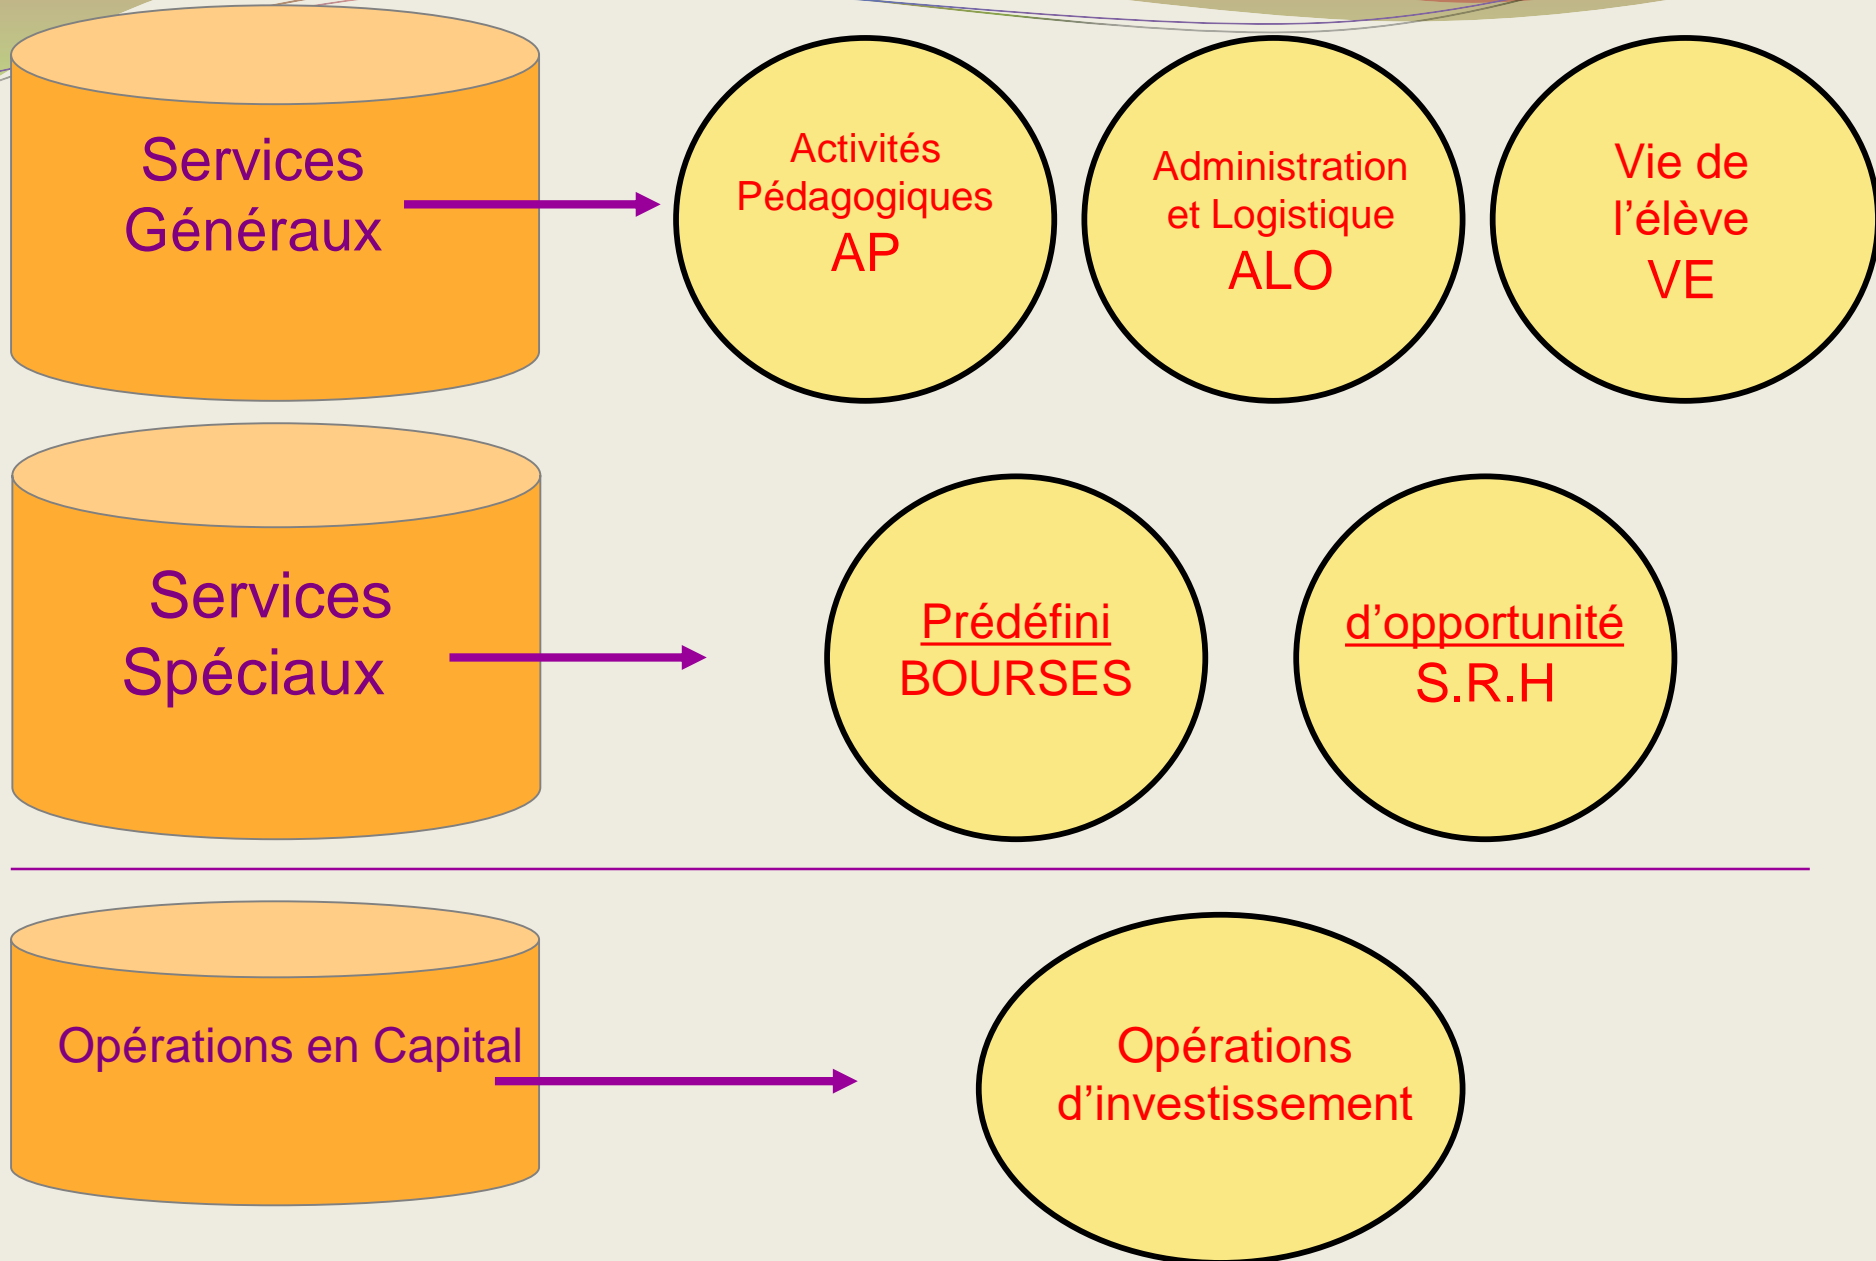 Services
Généraux
Activités
Pédagogiques
AP
Administration
et Logistique
ALO
Vie de
l’élève
VE
Services
Spéciaux
Prédéfini
BOURSES
d’opportunité
S.R.H
Opérations en Capital
Opérations
d’investissement